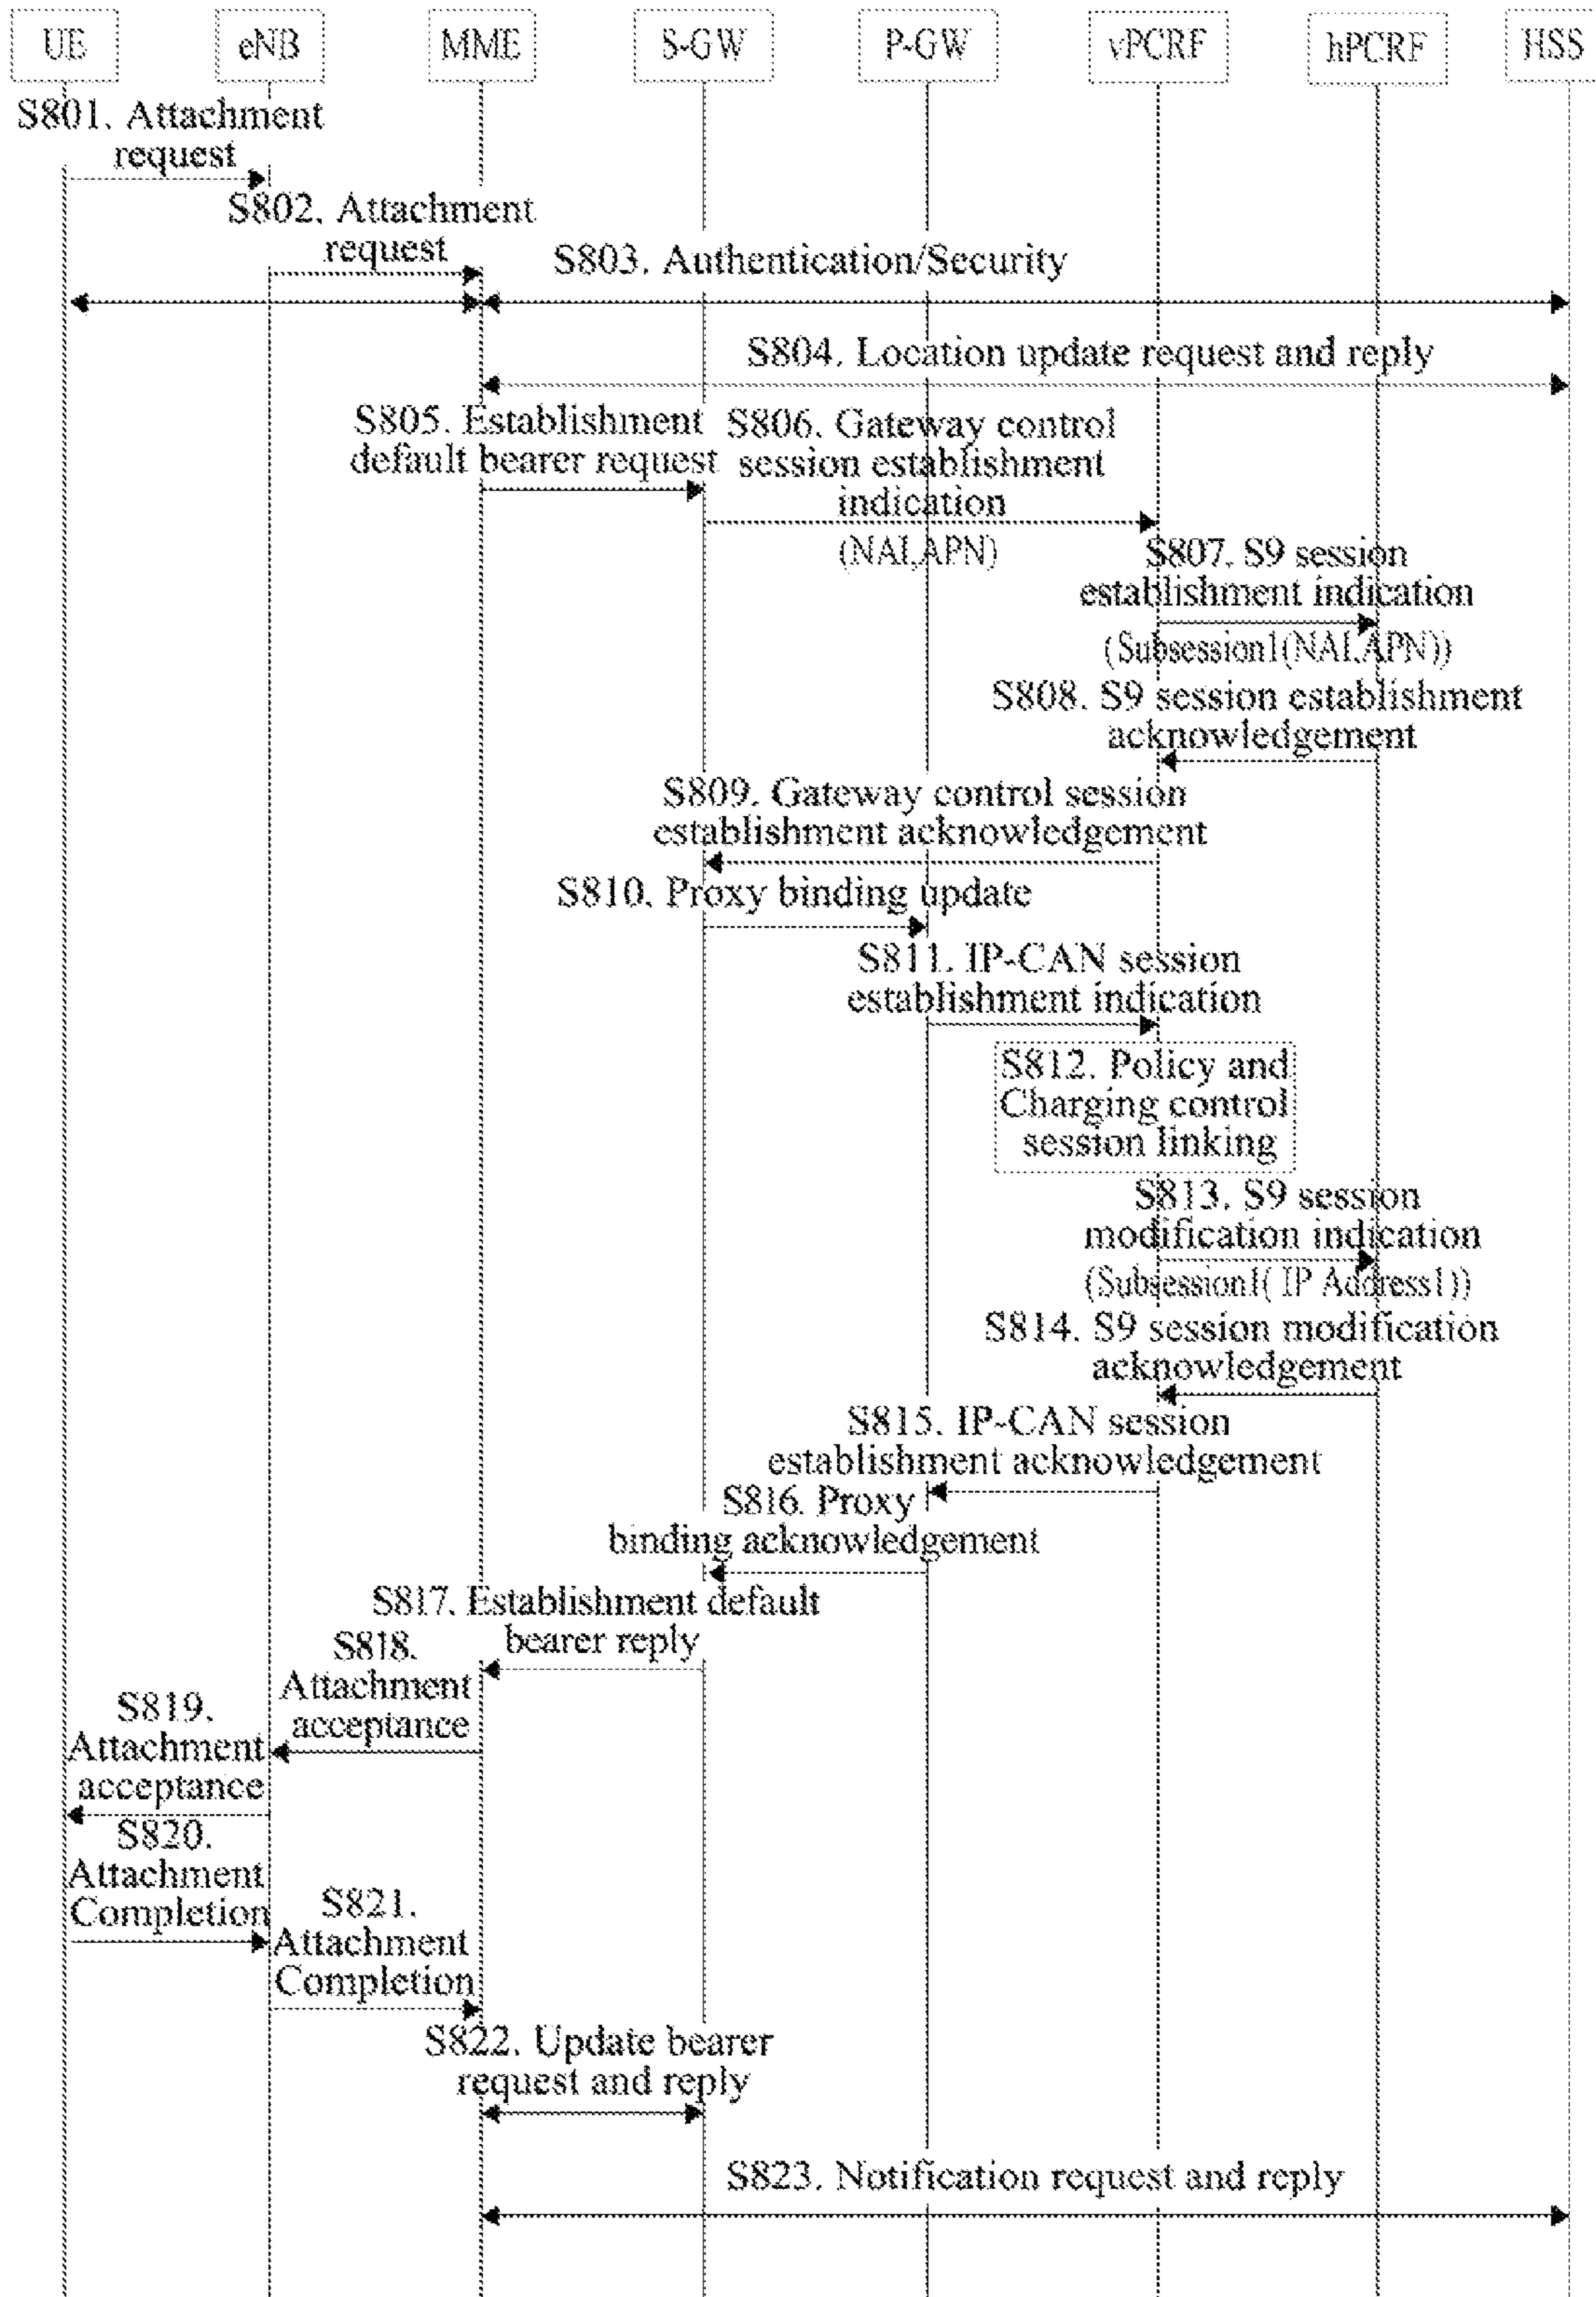 UE eNB MME S-GW P-GW vPCRF hPCRF HSS
S801. Attachment
request
S802. Attachment
request
S803. Authentication/Security
S804. Location update request and reply
S805. Establishment
default bearer request
S806. Gateway control
session establishment
indication
(NAI,APN)
S807. S9 session
establishment indication
(Subsession1(NAI,APN))
S808. S9 session establishment
acknowledgement
S809. Gateway control session
establishment acknowledgement
S810. Proxy binding update
S811. IP-CAN session
establishment indication
S812. Policy and
Charging control
session linking
S813. S9 session
modification indication
(Subsession1( IP Address1))
S814. S9 session modification
acknowledgement
S815. IP-CAN session
establishment acknowledgement
S816. Proxy
binding acknowledgement
S817. Establishment default
bearer reply
S818.
Attachment
acceptance
S819.
Attachment
acceptance
S820.
Attachment
Completion
S821.
Attachment
Completion
S822. Update bearer
request and reply
S823. Notification request and reply